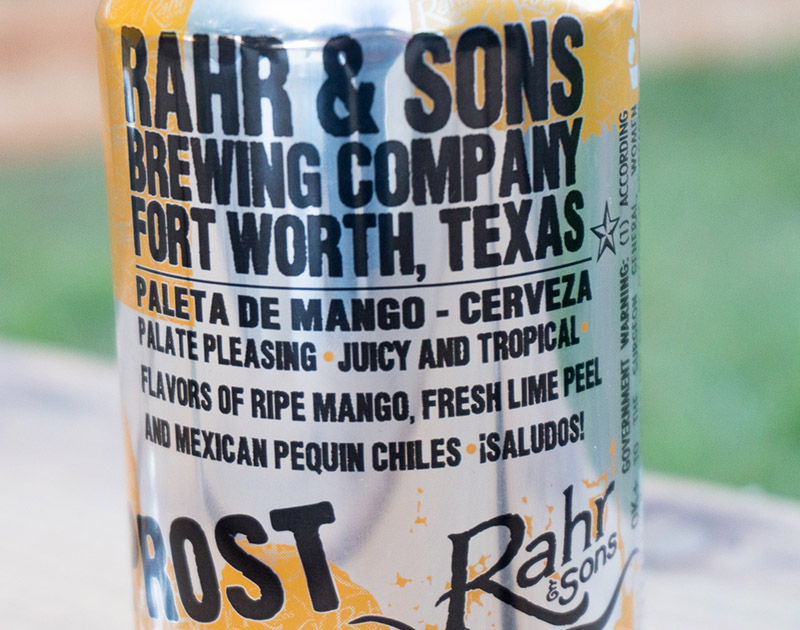 RAHR & SONS
BREWING COMPANY
FORT WORTH, TEXAS
PALETA DE MANGO - CERVEZA
PALATE PLEASING • JUICY AND TROPICAL •
FLAVORS OF RIPE MANGO, FRESH LIME PEEL
AND MEXICAN PEQUIN CHILES • ¡SALUDOS!
PROST
Rahr
& Sons
GOVERNMENT WARNING: (1) ACCORDING
TO THE SURGEON GENERAL, WOMEN